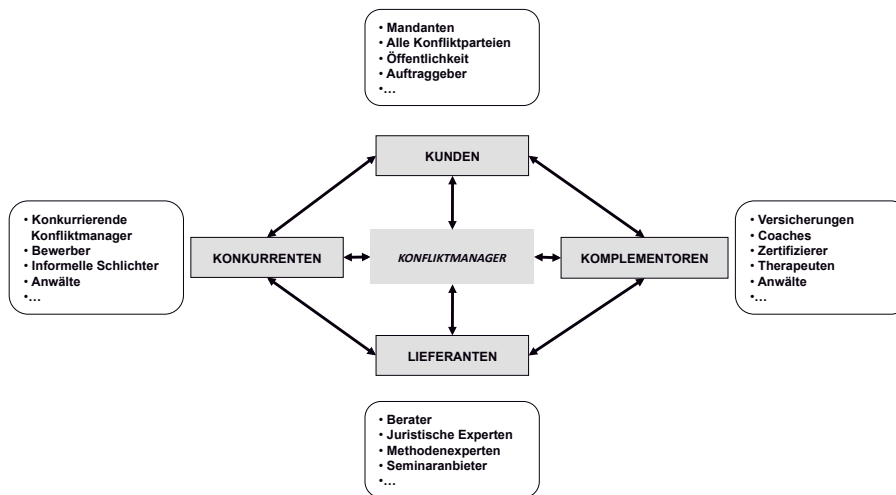 • Mandanten
• Alle Konfliktparteien
• Öffentlichkeit
• Auftraggeber
•...
KUNDEN
• Konkurrierende
Konfliktmanager
• Bewerber
• Informelle Schlichter
• Anwälte
•...
KONKURRENTEN
KONFLIKTMANAGER
KOMPLEMENTOREN
• Versicherungen
• Coaches
• Zertifizierer
• Therapeuten
• Anwälte
•...
LIEFERANTEN
• Berater
• Juristische Experten
• Methodenexperten
• Seminaranbieter
•...